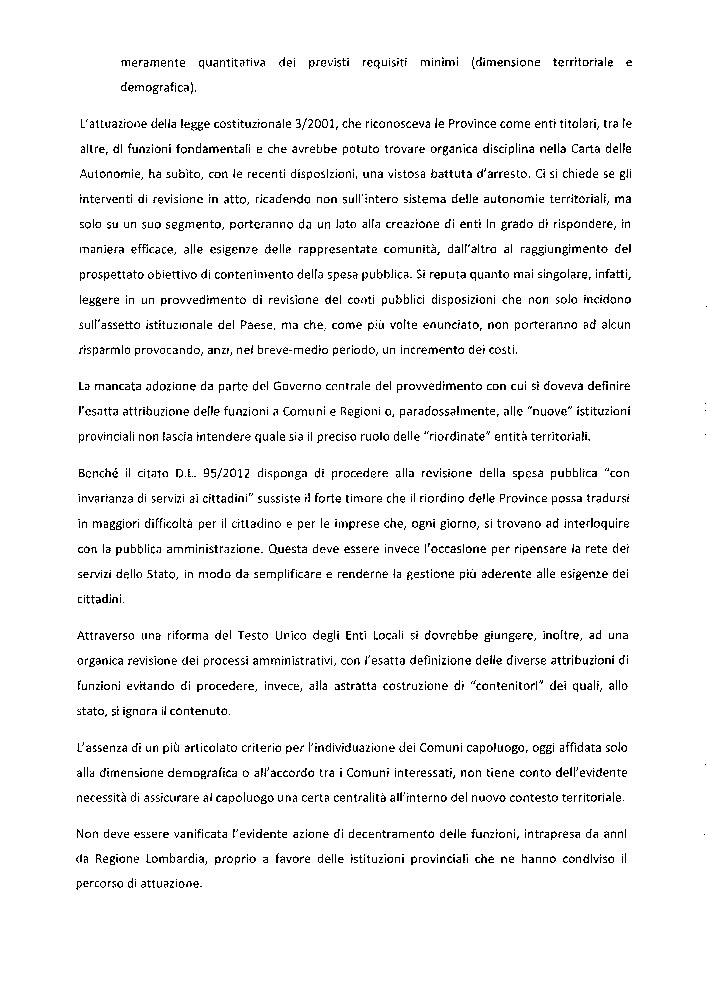 meramente quantitativa dei previsti requisiti minimi (dimensione territoriale e
demografica).
L'attuazione della legge costituzionale 3/2001, che riconosceva le Province come enti titolari, tra le
altre, di funzioni fondamentali e che avrebbe potuto trovare organica disciplina nella Carta delle
Autonomie, ha subìto, con le recenti disposizioni, una vistosa battuta d'arresto. Ci si chiede se gli
interventi di revisione in atto, ricadendo non sull'intero sistema delle autonomie territoriali, ma
solo su un suo segmento, porteranno da un lato alla creazione di enti in grado di rispondere, in
maniera efficace, alle esigenze delle rappresentate comunità, dall'altro al raggiungimento del
prospettato obiettivo di contenimento della spesa pubblica. Si reputa quanto mai singolare, infatti,
leggere in un provvedimento di revisione dei conti pubblici disposizioni che non solo incidono
sull'assetto istituzionale del Paese, ma che, come più volte enunciato, non porteranno ad alcun
risparmio provocando, anzi, nel breve-medio periodo, un incremento dei costi.
La mancata adozione da parte del Governo centrale del provvedimento con cui si doveva definire
l'esatta attribuzione delle funzioni a Comuni e Regioni o, paradossalmente, alle "nuove" istituzioni
provinciali non lascia intendere quale sia il preciso ruolo delle "riordinate" entità territoriali.
Benché il citato D.L. 95/2012 disponga di procedere alla revisione della spesa pubblica "con
invarianza di servizi ai cittadini" sussiste il forte timore che il riordino delle Province possa tradursi
in maggiori difficoltà per il cittadino e per le imprese che, ogni giorno, si trovano ad interloquire
con la pubblica amministrazione. Questa deve essere invece l'occasione per ripensare la rete dei
servizi dello Stato, in modo da semplificare e renderne la gestione più aderente alle esigenze dei
cittadini.
Attraverso una riforma del Testo Unico degli Enti Locali si dovrebbe giungere, inoltre, ad una
organica revisione dei processi amministrativi, con l'esatta definizione delle diverse attribuzioni di
funzioni evitando di procedere, invece, alla astratta costruzione di "contenitori" dei quali, allo
stato, si ignora il contenuto.
L'assenza di un più articolato criterio per l'individuazione dei Comuni capoluogo, oggi affidata solo
alla dimensione demografica o all'accordo tra i Comuni interessati, non tiene conto dell'evidente
necessità di assicurare al capoluogo una certa centralità all'interno del nuovo contesto territoriale.
Non deve essere vanificata l'evidente azione di decentramento delle funzioni, intrapresa da anni
da Regione Lombardia, proprio a favore delle istituzioni provinciali che ne hanno condiviso il
percorso di attuazione.